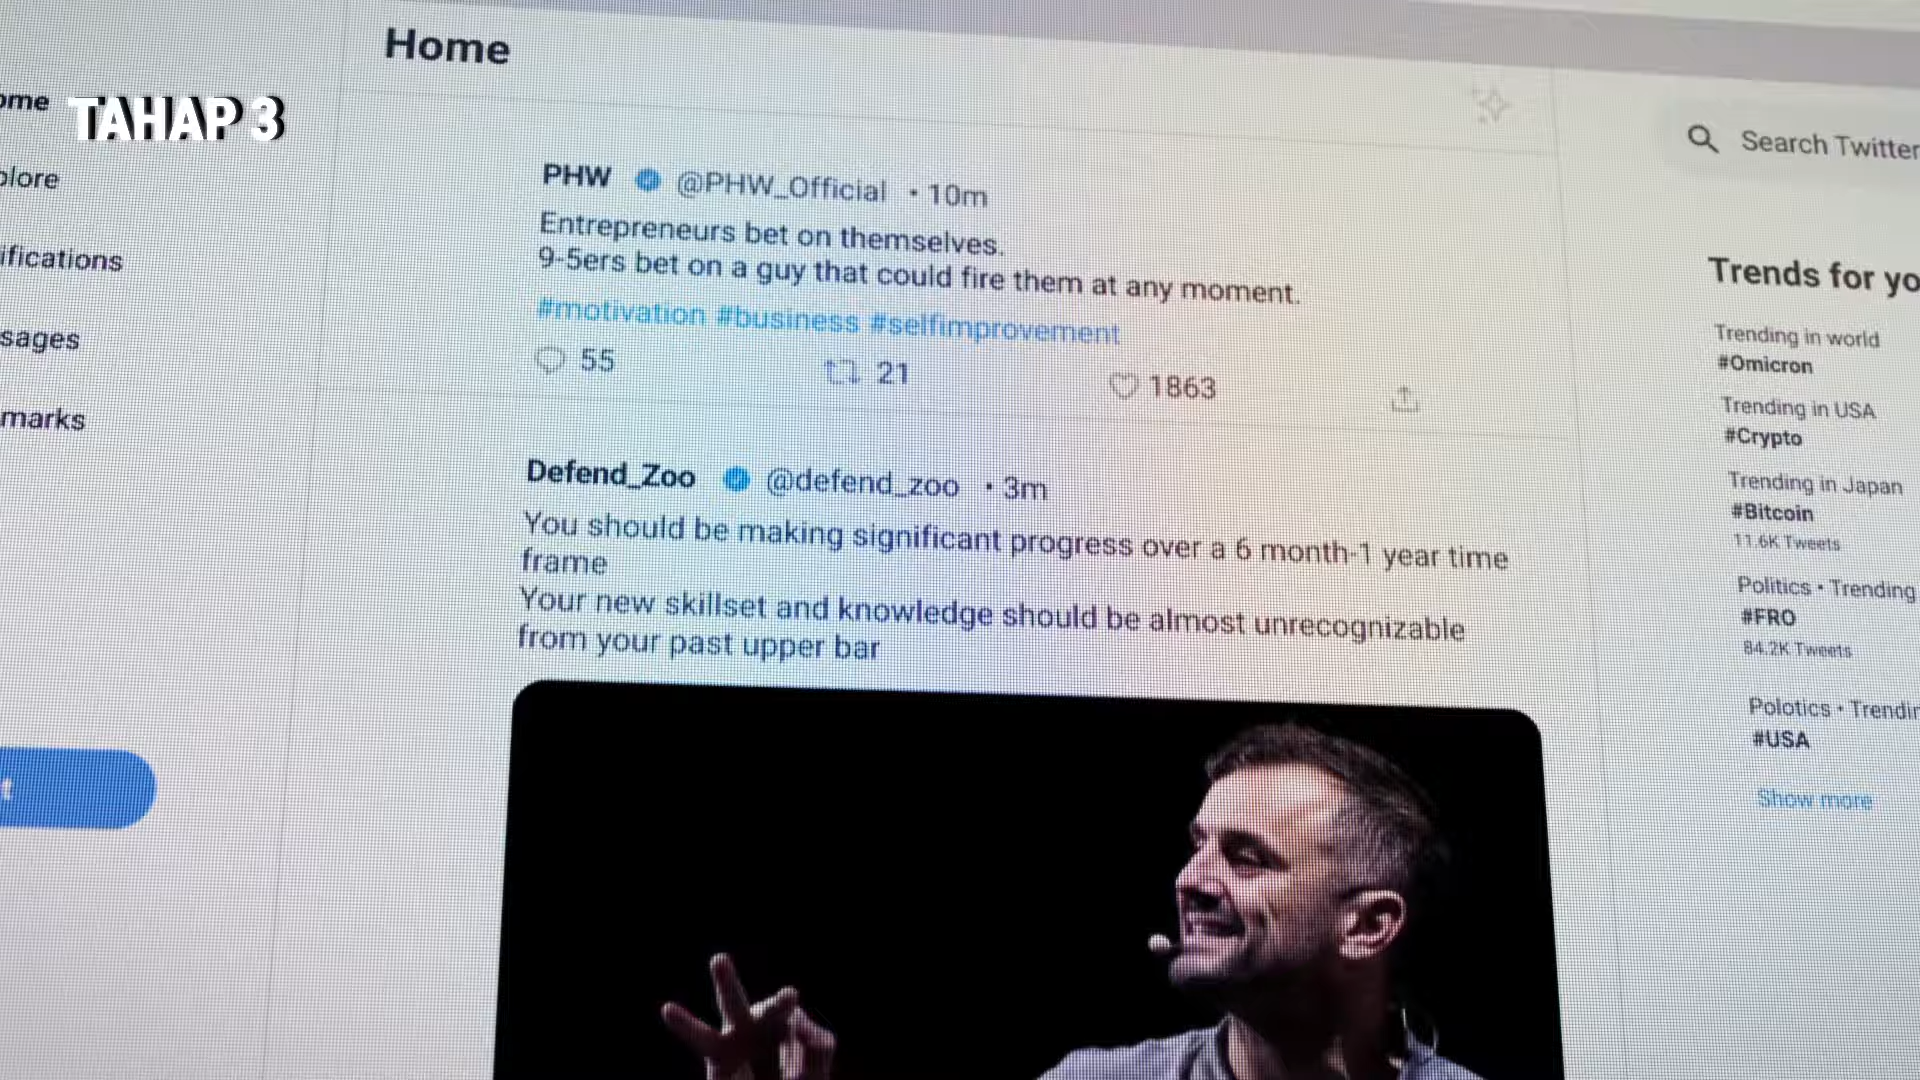 Home
ome
TAHAP 3
plore
ifications
sages
marks
t
PHW @PHW_Official · 10m
Entrepreneurs bet on themselves.
9-5ers bet on a guy that could fire them at any moment.
#motivation #business #selfimprovement
55 21 1863
Defend_Zoo @defend_zoo · 3m
You should be making significant progress over a 6 month-1 year time
frame
Your new skillset and knowledge should be almost unrecognizable
from your past upper bar
Search Twitter
Trends for yo
Trending in world
#Omicron
Trending in USA
#Crypto
Trending in Japan
#Bitcoin
11.6K Tweets
Politics · Trending
#FRO
84.2K Tweets
Polotics · Trendin
#USA
Show more